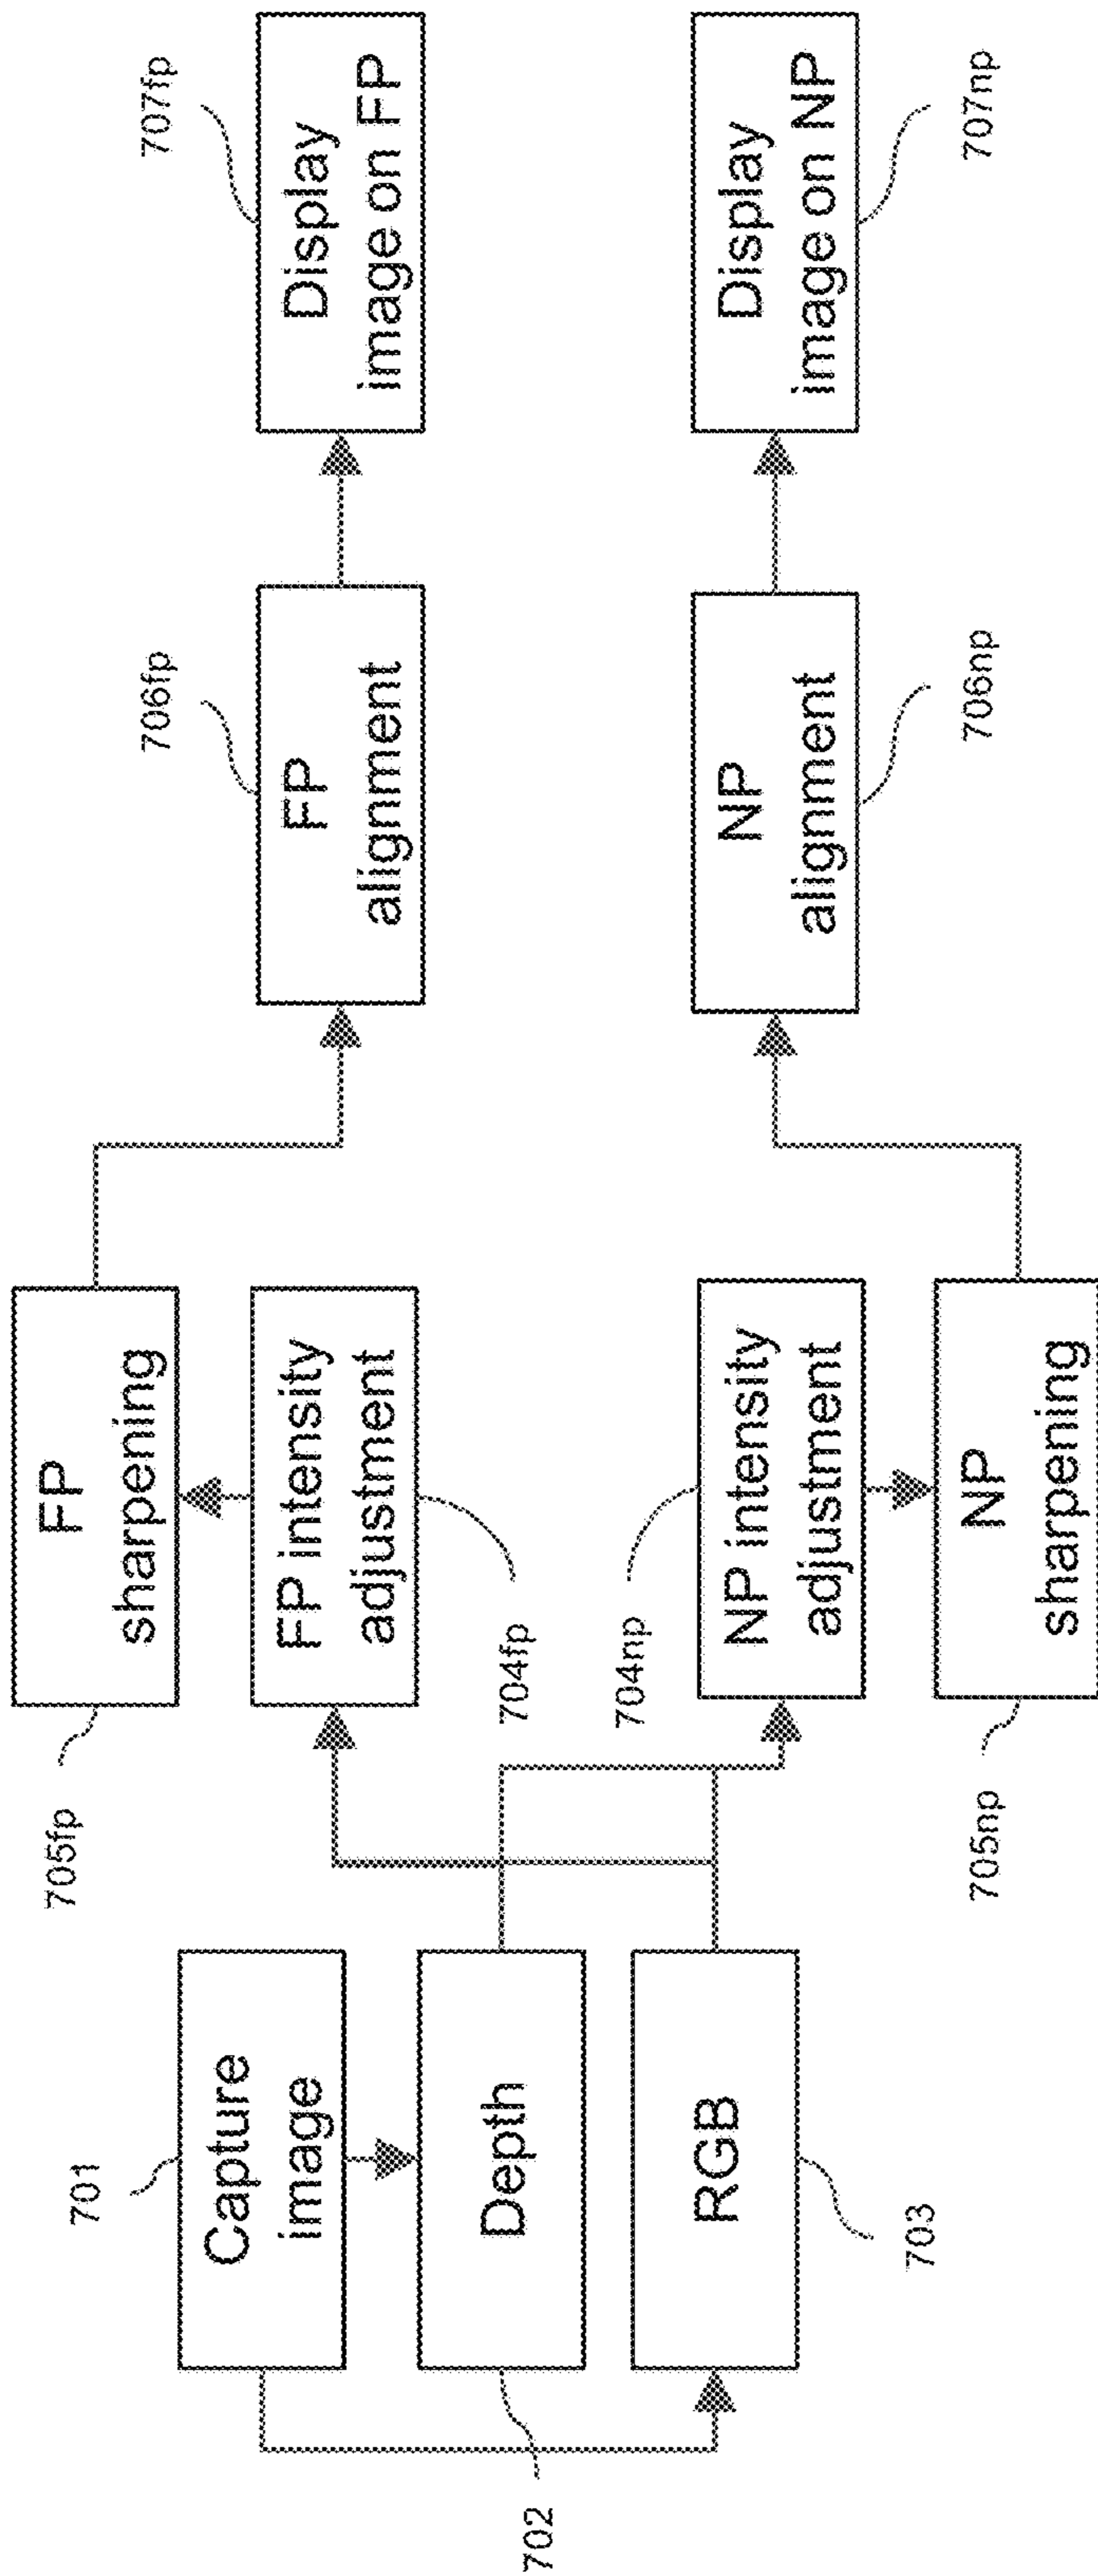 701
Capture
image
Depth
702
RGB
703
705fp
FP
sharpening
FP intensity
adjustment
704fp
704np
NP intensity
adjustment
NP
sharpening
705np
706fp
FP
alignment
NP
alignment
706np
707fp
Display
image on FP
Display
image on NP
707np